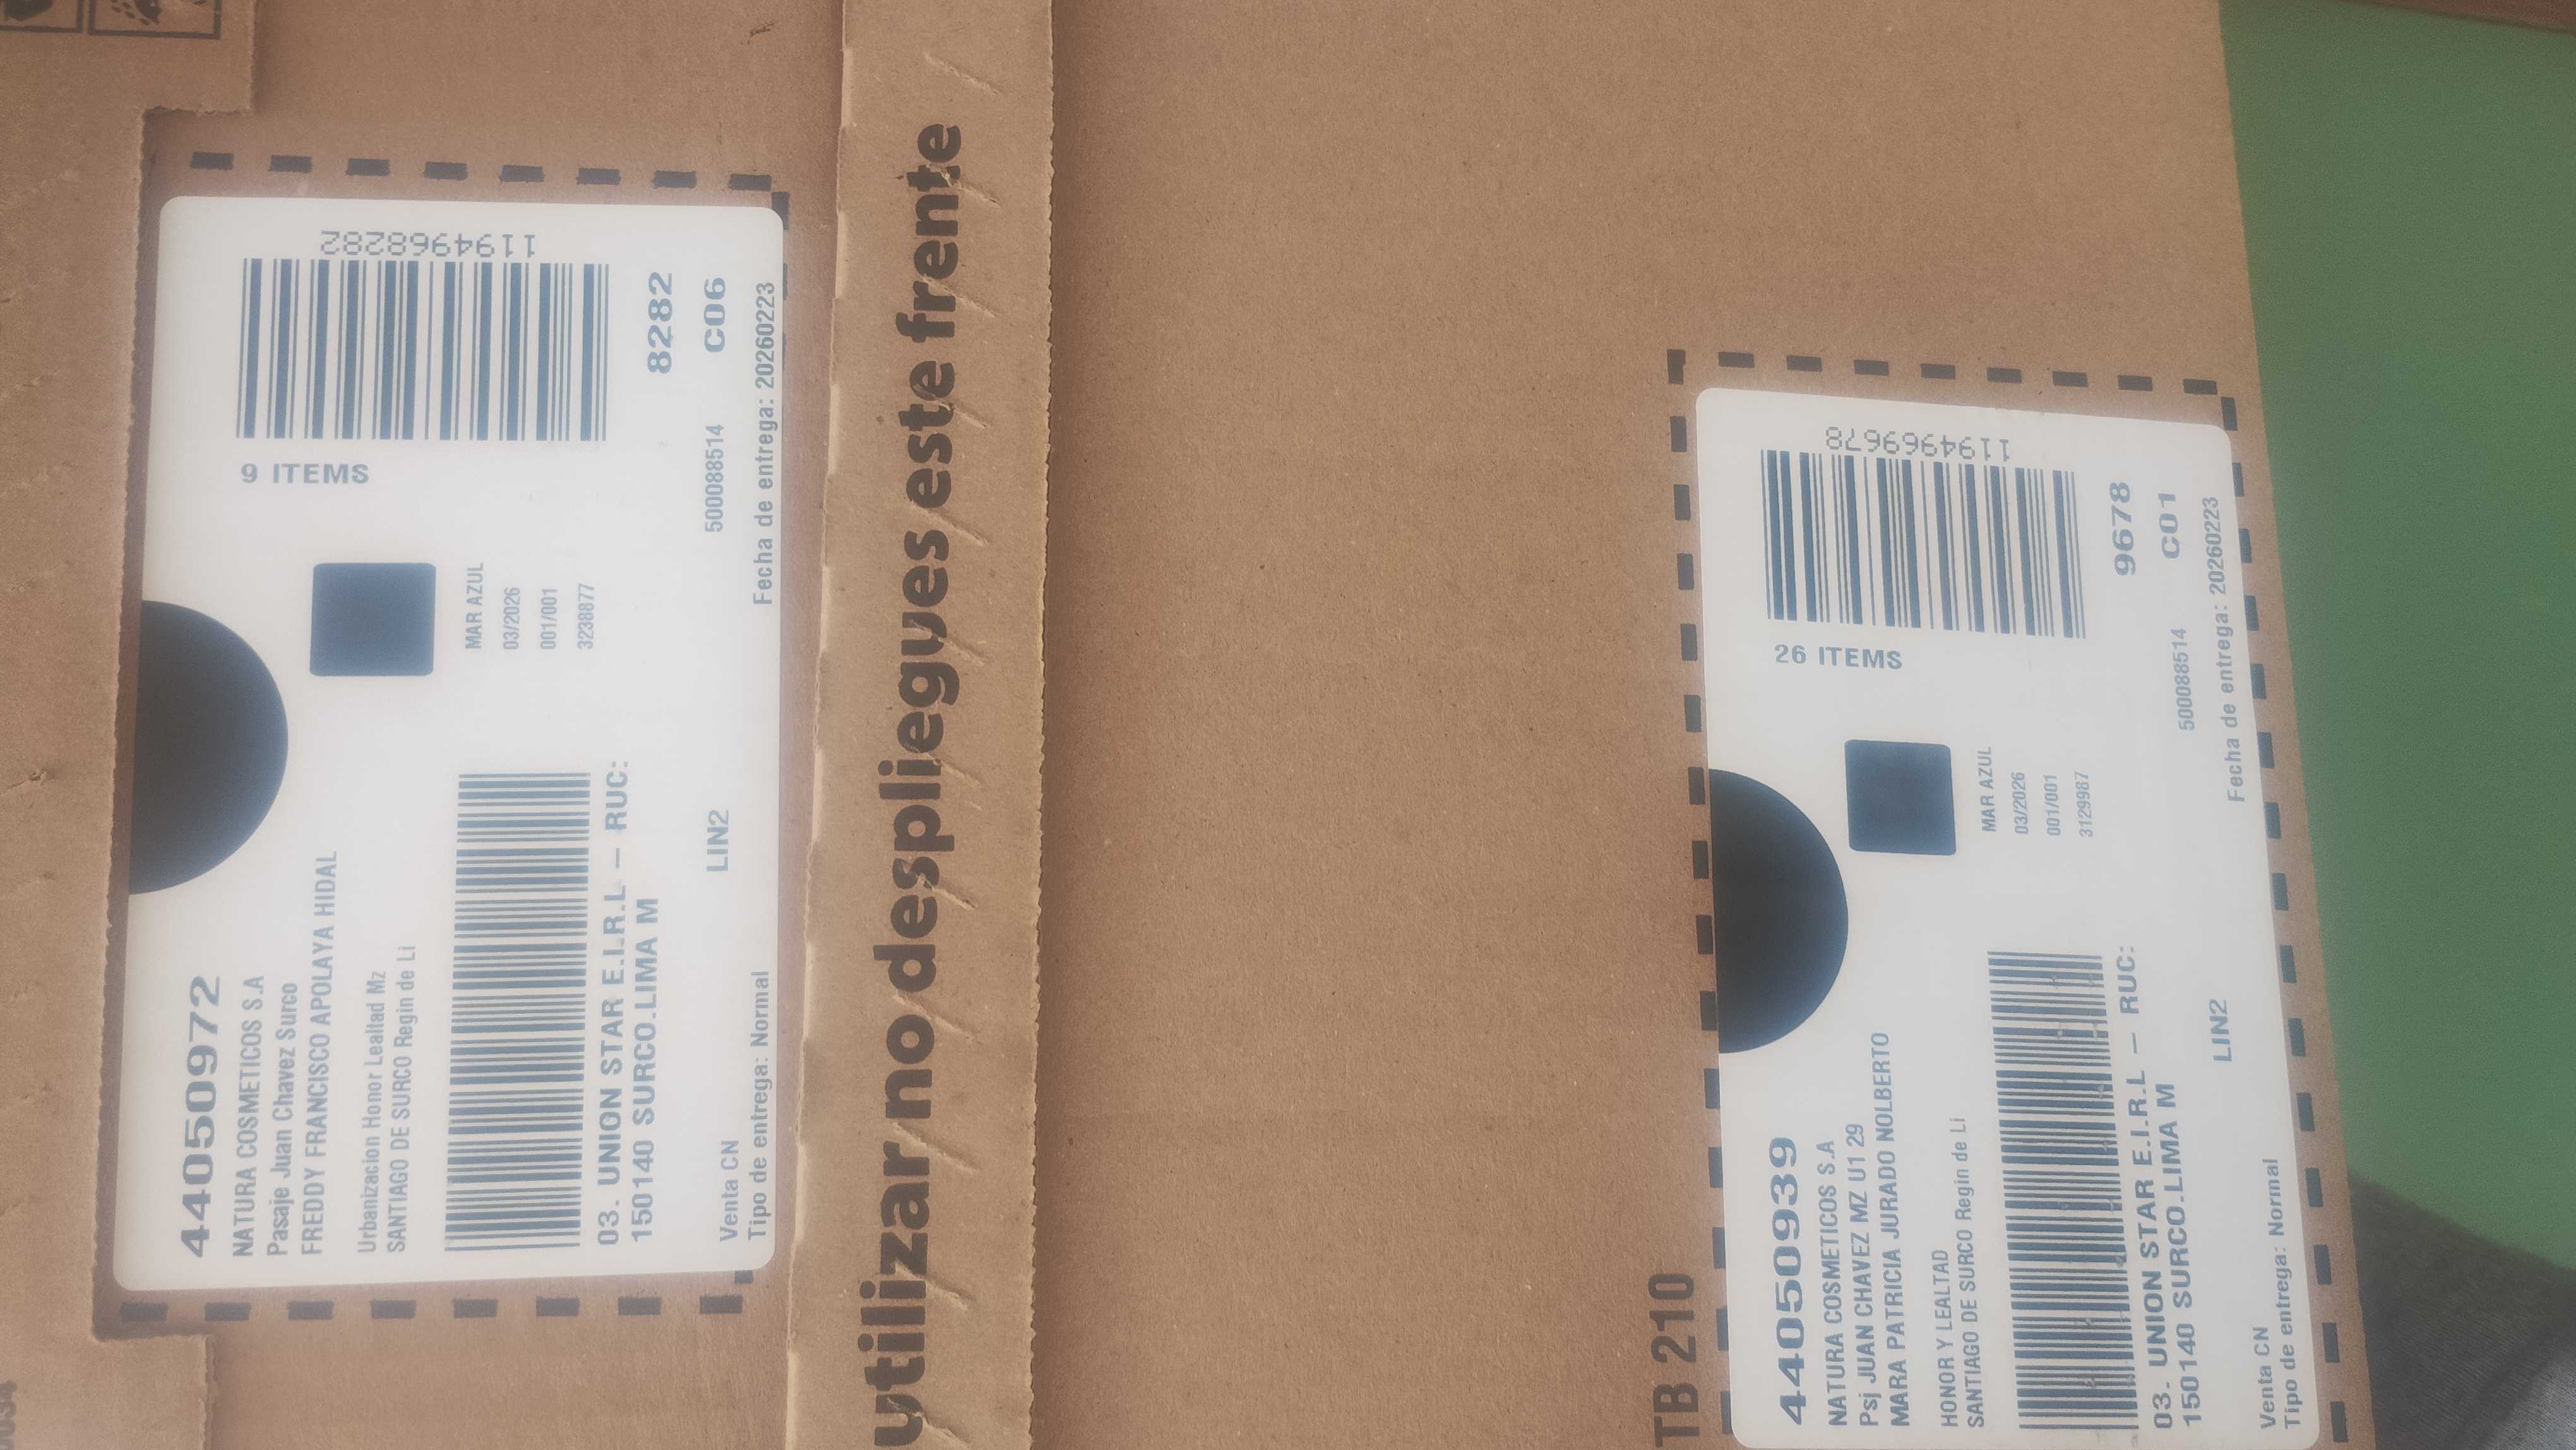 44050972
NATURA COSMETICOS S.A
Pasaje Juan Chavez Surco
FREDDY FRANCISCO APOLAYA HIDAL
Urbanizacion Honor Lealtad Mz
SANTIAGO DE SURCO Regin de Li
03. UNION STAR E.I.R.L – RUC:
150140 SURCO.LIMA M
LIN2
Venta CN
Tipo de entrega: Normal
9 ITEMS
1194968282
MAR AZUL
03/2026
001/001
3238877
8282
500088514 C06
Fecha de entrega: 20260223
utilizar no despliegues este frente
TB 210
44050939
NATURA COSMETICOS S.A
Psj JUAN CHAVEZ MZ U1 29
MARA PATRICIA JURADO NOLBERTO
HONOR Y LEALTAD
SANTIAGO DE SURCO Regin de Li
03. UNION STAR E.I.R.L – RUC:
150140 SURCO.LIMA M
LIN2
Venta CN
Tipo de entrega: Normal
26 ITEMS
1194969678
MAR AZUL
03/2026
001/001
3129987
9678
500088514 C01
Fecha de entrega: 20260223